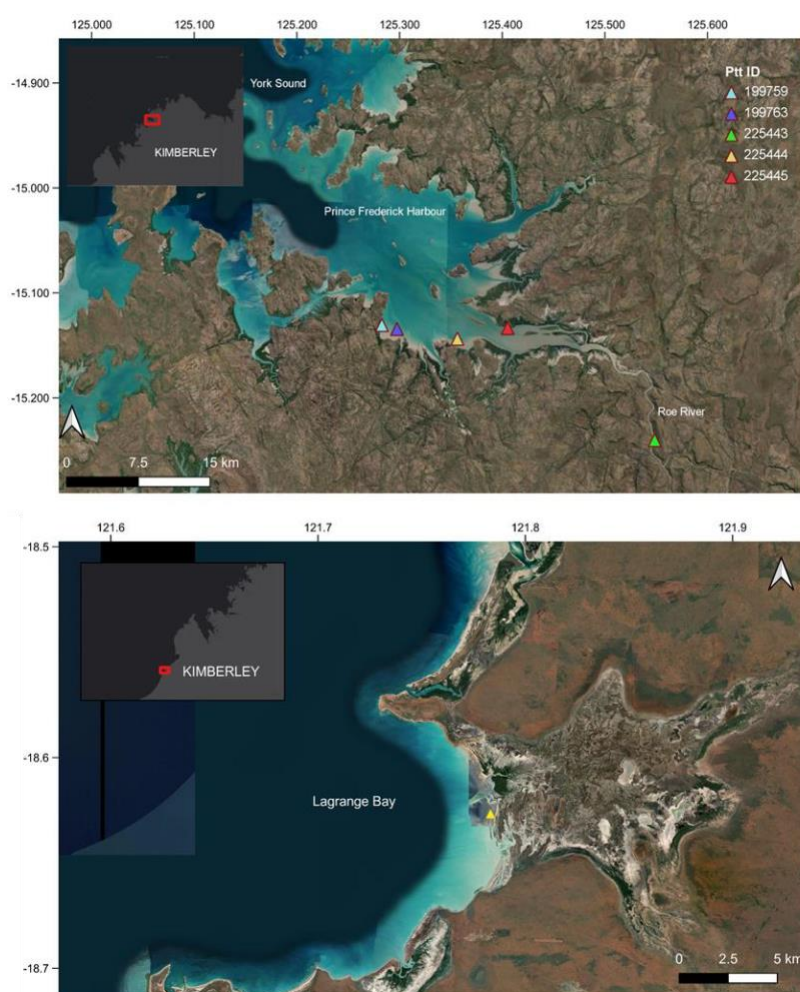 125.000 125.100 125.200 125.300 125.400 125.500 125.600
-14.900
-15.000
-15.100
-15.200
York Sound
KIMBERLEY
Prince Frederick Harbour
Roe River
Ptt ID
199759
199763
225443
225444
225445
0 7.5 15 km
121.6 121.7 121.8 121.9
-18.5
-18.6
-18.7
KIMBERLEY
Lagrange Bay
0 2.5 5 km